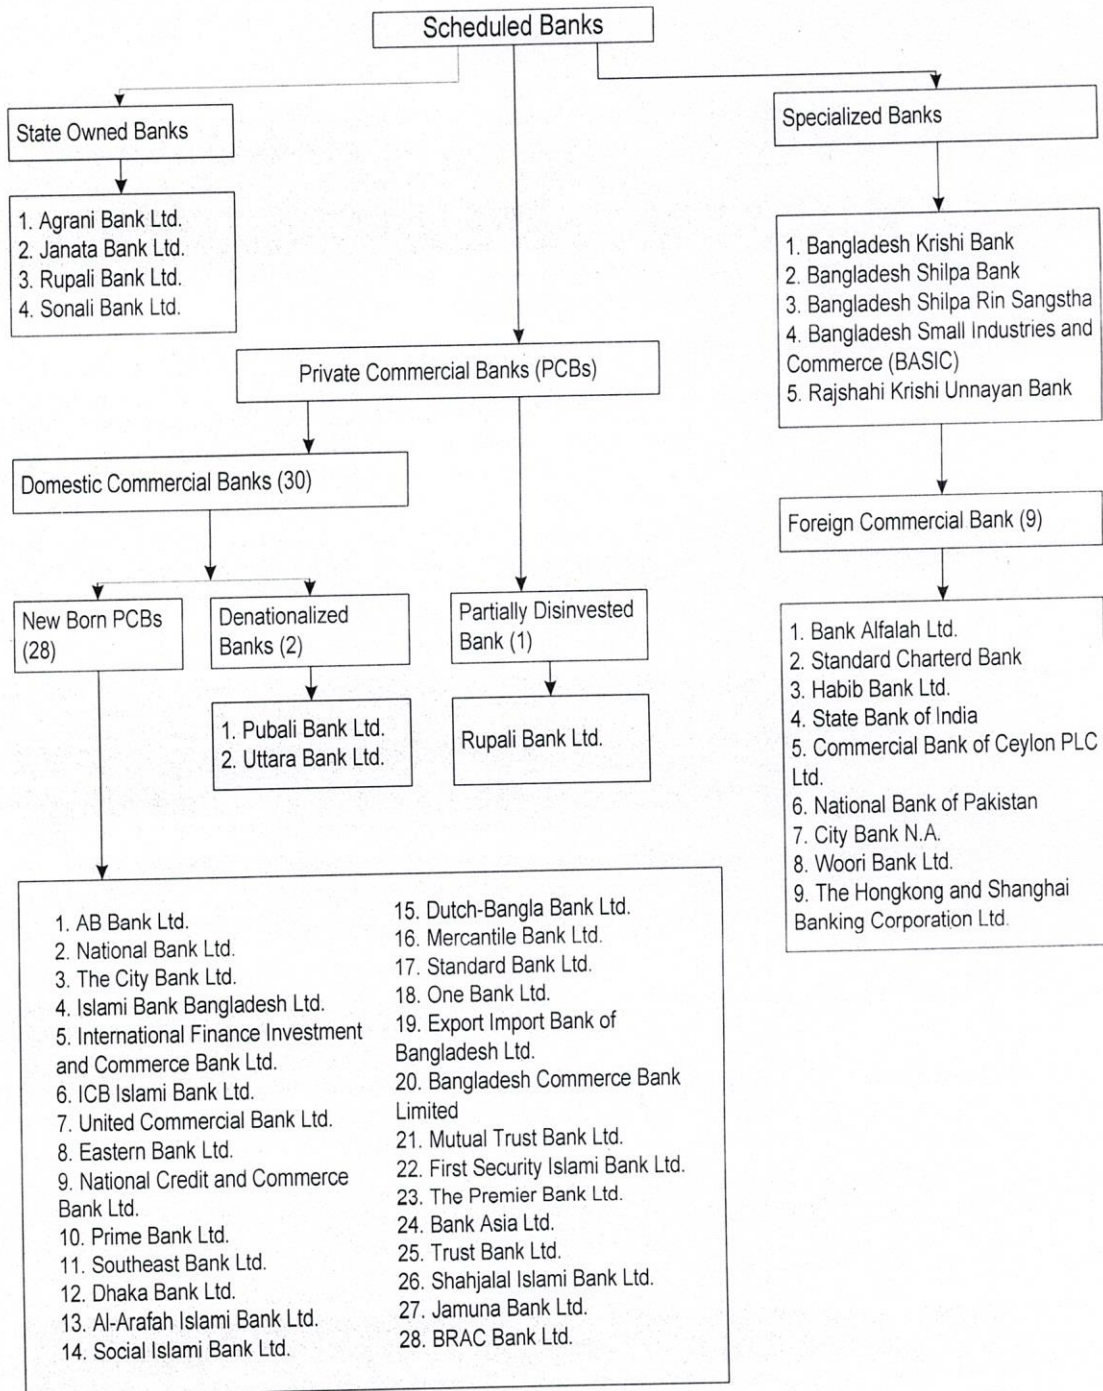 Scheduled Banks
State Owned Banks
1. Agrani Bank Ltd.
2. Janata Bank Ltd.
3. Rupali Bank Ltd.
4. Sonali Bank Ltd.
Specialized Banks
1. Bangladesh Krishi Bank
2. Bangladesh Shilpa Bank
3. Bangladesh Shilpa Rin Sangstha
4. Bangladesh Small Industries and
Commerce (BASIC)
5. Rajshahi Krishi Unnayan Bank
Private Commercial Banks (PCBs)
Domestic Commercial Banks (30)
Foreign Commercial Bank (9)
New Born PCBs
(28)
Denationalized
Banks (2)
Partially Disinvested
Bank (1)
1. Pubali Bank Ltd.
2. Uttara Bank Ltd.
Rupali Bank Ltd.
1. Bank Alfalah Ltd.
2. Standard Charterd Bank
3. Habib Bank Ltd.
4. State Bank of India
5. Commercial Bank of Ceylon PLC
Ltd.
6. National Bank of Pakistan
7. City Bank N.A.
8. Woori Bank Ltd.
9. The Hongkong and Shanghai
Banking Corporation Ltd.
1. AB Bank Ltd.
2. National Bank Ltd.
3. The City Bank Ltd.
4. Islami Bank Bangladesh Ltd.
5. International Finance Investment
and Commerce Bank Ltd.
6. ICB Islami Bank Ltd.
7. United Commercial Bank Ltd.
8. Eastern Bank Ltd.
9. National Credit and Commerce
Bank Ltd.
10. Prime Bank Ltd.
11. Southeast Bank Ltd.
12. Dhaka Bank Ltd.
13. Al-Arafah Islami Bank Ltd.
14. Social Islami Bank Ltd.
15. Dutch-Bangla Bank Ltd.
16. Mercantile Bank Ltd.
17. Standard Bank Ltd.
18. One Bank Ltd.
19. Export Import Bank of
Bangladesh Ltd.
20. Bangladesh Commerce Bank
Limited
21. Mutual Trust Bank Ltd.
22. First Security Islami Bank Ltd.
23. The Premier Bank Ltd.
24. Bank Asia Ltd.
25. Trust Bank Ltd.
26. Shahjalal Islami Bank Ltd.
27. Jamuna Bank Ltd.
28. BRAC Bank Ltd.